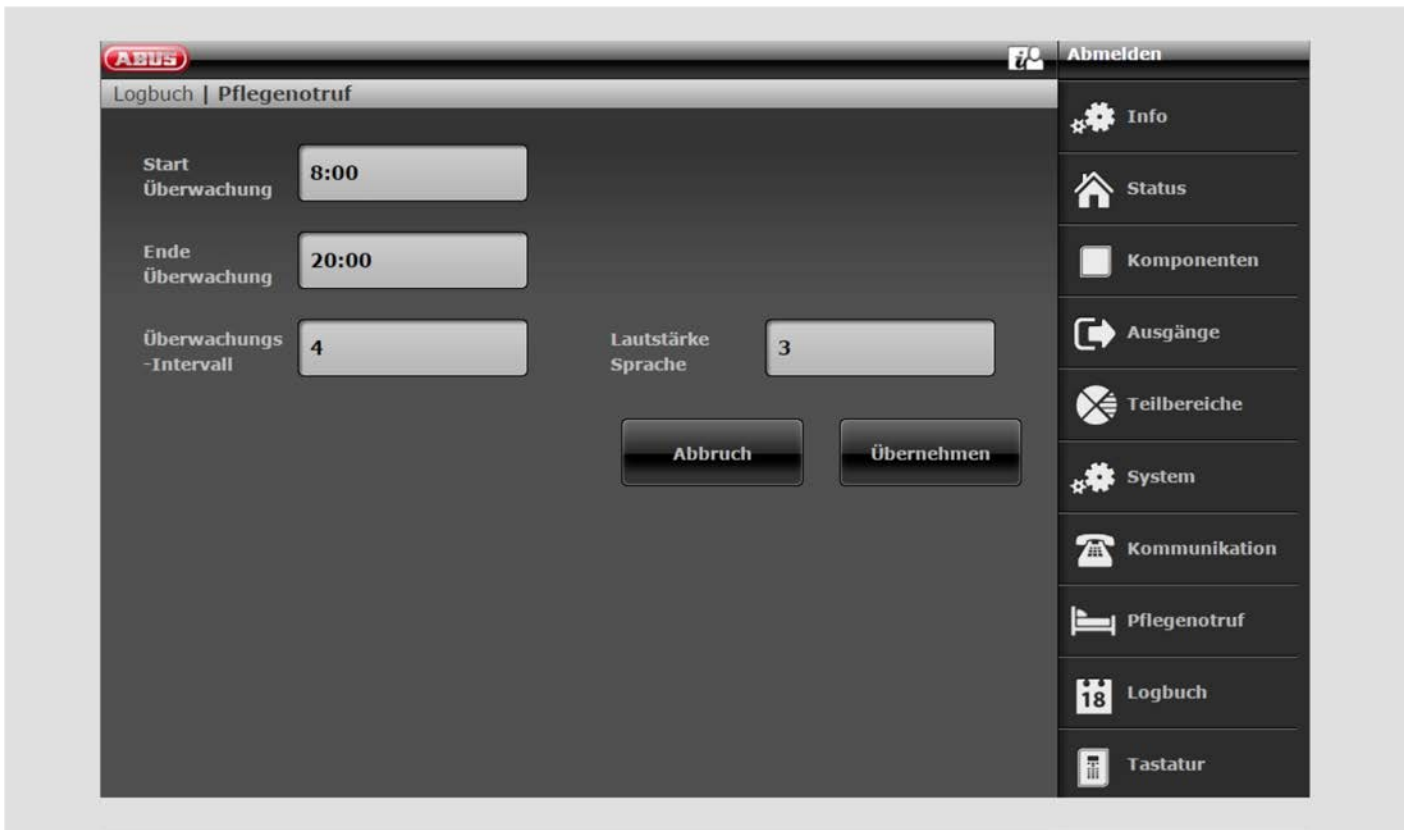 ABUS
Abmelden
Logbuch | Pflegenotruf
Start
Überwachung
8:00
Ende
Überwachung
20:00
Überwachungs
-Intervall
4
Lautstärke
Sprache
3
Abbruch
Übernehmen
Info
Status
Komponenten
Ausgänge
Teilbereiche
System
Kommunikation
Pflegenotruf
18
Logbuch
Tastatur